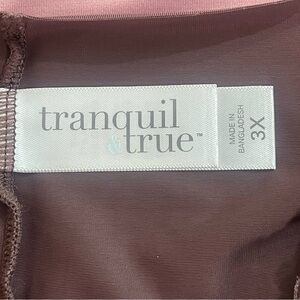 tranquil
& true™
MADE IN
BANGLADESH
3X